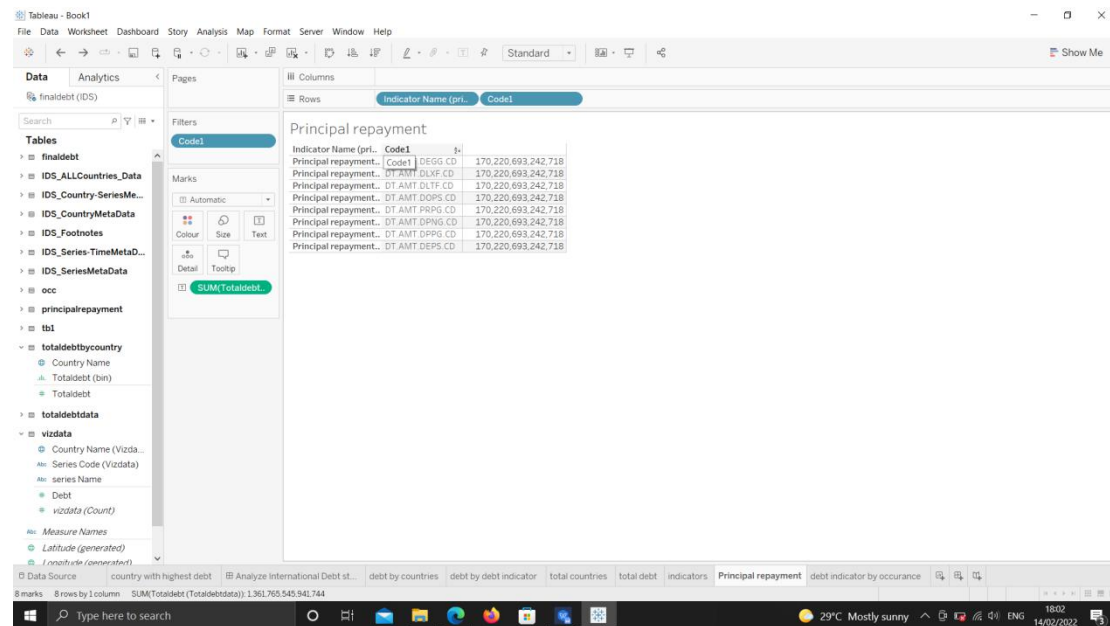 Tableau - Book1
File Data Worksheet Dashboard Story Analysis Map Format Server Window Help
Standard
Show Me
Data Analytics
Pages
Columns
finaldebt (IDS)
Rows Indicator Name (pri.. Code1
Search
Filters
Code1
Principal repayment
Tables
finaldebt
IDS_ALLCountries_Data
IDS_Country-SeriesMe...
IDS_CountryMetaData
IDS_Footnotes
IDS_Series-TimeMetaD...
IDS_SeriesMetaData
occ
principalrepayment
tb1
totaldebtbycountry
Country Name
Totaldebt (bin)
Totaldebt
totaldebtdata
vizdata
Country Name (Vizda...
Abc Series Code (Vizdata)
Abc series Name
Debt
vizdata (Count)
Abc Measure Names
Latitude (generated)
Longitude (generated)
Marks
Automatic
Colour Size Text
Detail Tooltip
SUM(Totaldebt..
Indicator Name (pri.. Code1
Principal repayment.. Code1 .DEGG.CD 170,220,693,242,718
Principal repayment.. DT.AMT.DLXF.CD 170,220,693,242,718
Principal repayment.. DT.AMT.DLTF.CD 170,220,693,242,718
Principal repayment.. DT.AMT.DOPS.CD 170,220,693,242,718
Principal repayment.. DT.AMT.PRPG.CD 170,220,693,242,718
Principal repayment.. DT.AMT.DPNG.CD 170,220,693,242,718
Principal repayment.. DT.AMT.DPPG.CD 170,220,693,242,718
Principal repayment.. DT.AMT.DEPS.CD 170,220,693,242,718
Data Source country with highest debt Analyze International Debt st... debt by countries debt by debt indicator total countries total debt indicators Principal repayment debt indicator by occurance
8 marks 8 rows by 1 column SUM(Totaldebt (Totaldebtdata)): 1,361,765,545,941,744
Type here to search
29°C Mostly sunny
ENG
18:02
14/02/2022